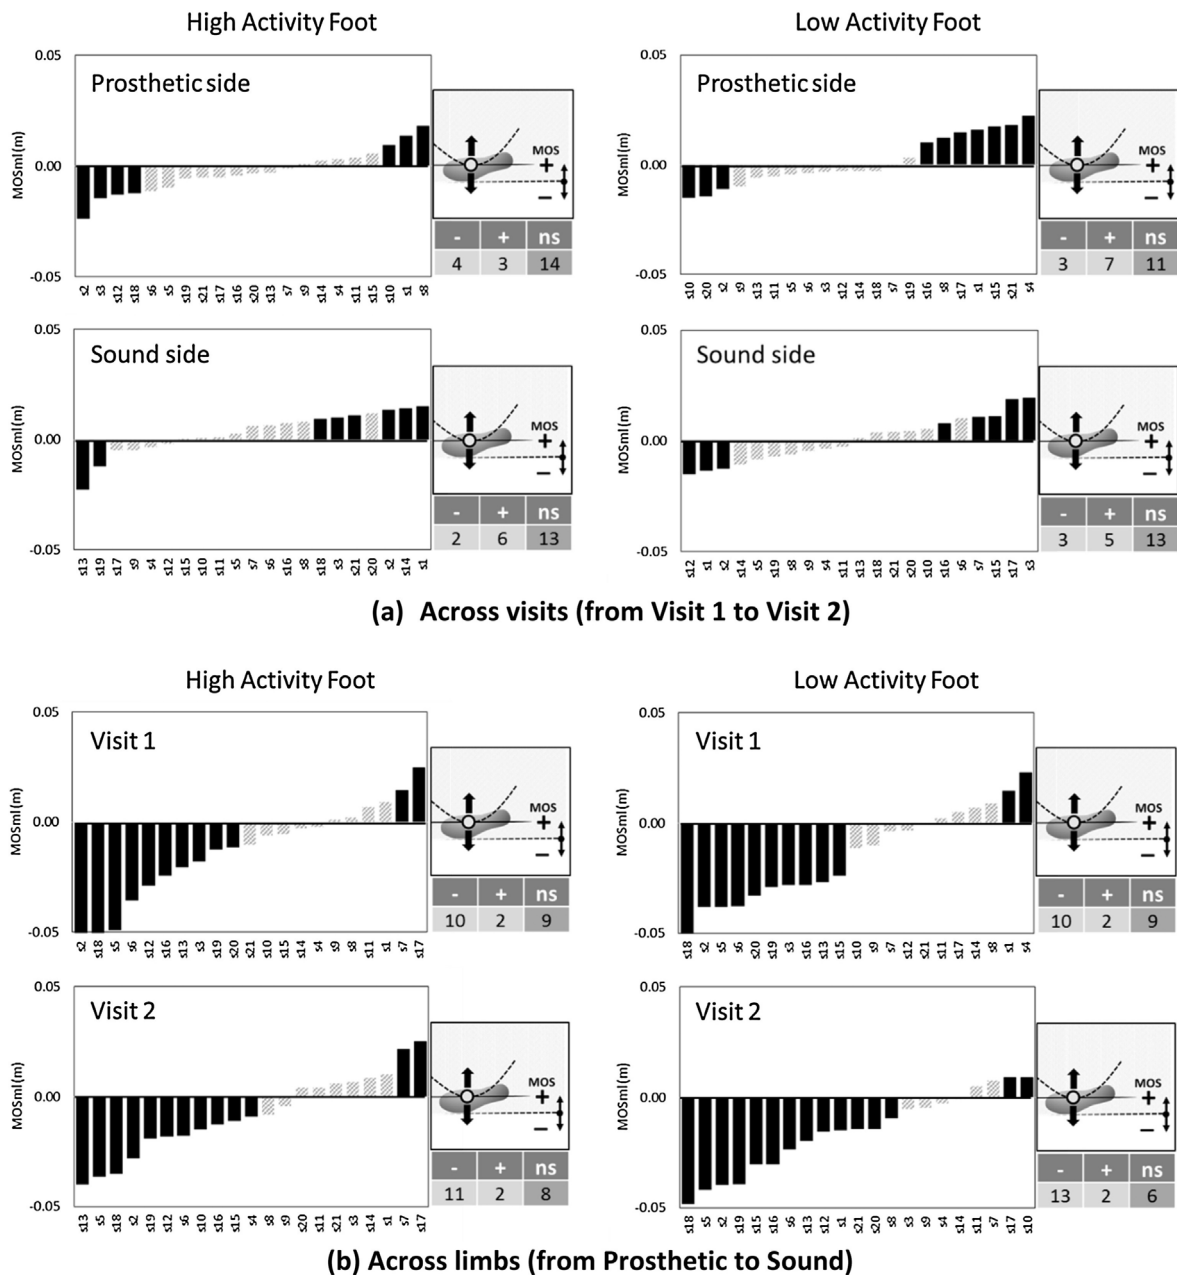 High Activity Foot
Low Activity Foot
0.05
0.00
-0.05
MOSml(m)
Prosthetic side
MOS
+
−
- + ns
4 3 14
s2 s3 s12 s18 s6 s5 s19 s21 s17 s16 s20 s13 s7 s9 s14 s4 s11 s15 s10 s1 s8
0.05
0.00
-0.05
MOSml(m)
Prosthetic side
MOS
+
−
- + ns
3 7 11
s10 s20 s2 s9 s13 s11 s5 s6 s3 s12 s14 s18 s7 s19 s16 s8 s17 s1 s15 s21 s4
0.05
0.00
-0.05
MOSml(m)
Sound side
MOS
+
−
- + ns
2 6 13
s13 s19 s17 s9 s4 s12 s21 s10 s11 s5 s7 s6 s16 s8 s18 s3 s21 s20 s2 s14 s1
0.05
0.00
-0.05
MOSml(m)
Sound side
MOS
+
−
- + ns
3 5 13
s12 s1 s2 s14 s5 s19 s8 s9 s4 s11 s13 s18 s21 s20 s10 s16 s6 s7 s15 s17 s3
(a) Across visits (from Visit 1 to Visit 2)
High Activity Foot
Low Activity Foot
0.05
0.00
-0.05
MOSml(m)
Visit 1
MOS
+
−
- + ns
10 2 9
s2 s18 s5 s6 s12 s16 s13 s3 s19 s20 s21 s10 s15 s14 s4 s9 s8 s11 s1 s7 s17
0.05
0.00
-0.05
MOSml(m)
Visit 1
MOS
+
−
- + ns
10 2 9
s18 s2 s5 s6 s20 s19 s3 s16 s13 s15 s10 s9 s7 s12 s21 s11 s17 s14 s8 s1 s4
0.05
0.00
-0.05
MOSml(m)
Visit 2
MOS
+
−
- + ns
11 2 8
s13 s5 s18 s2 s19 s12 s6 s10 s16 s15 s4 s8 s9 s20 s11 s21 s3 s14 s1 s7 s17
0.05
0.00
-0.05
MOSml(m)
Visit 2
MOS
+
−
- + ns
13 2 6
s18 s5 s2 s19 s15 s16 s6 s13 s12 s1 s21 s20 s8 s3 s9 s4 s14 s11 s7 s17 s10
(b) Across limbs (from Prosthetic to Sound)